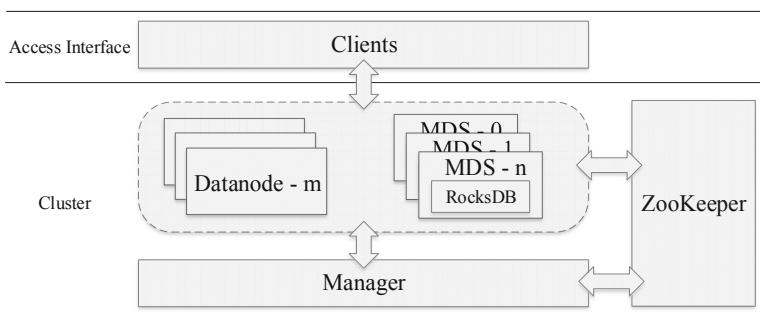 Access Interface
Clients
MDS - 0
MDS - 1
MDS - n
Datanode - m
RocksDB
Cluster
ZooKeeper
Manager